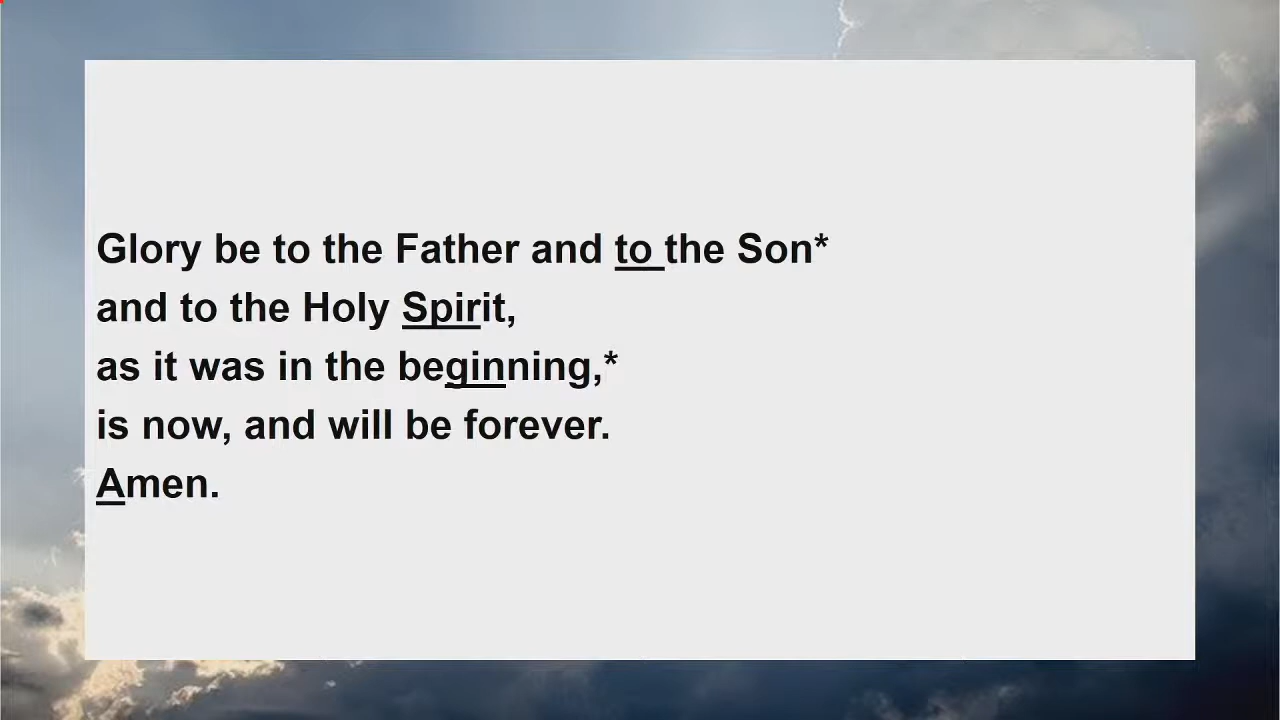 Glory be to the Father and to the Son*
and to the Holy Spirit,
as it was in the beginning,*
is now, and will be forever.
Amen.